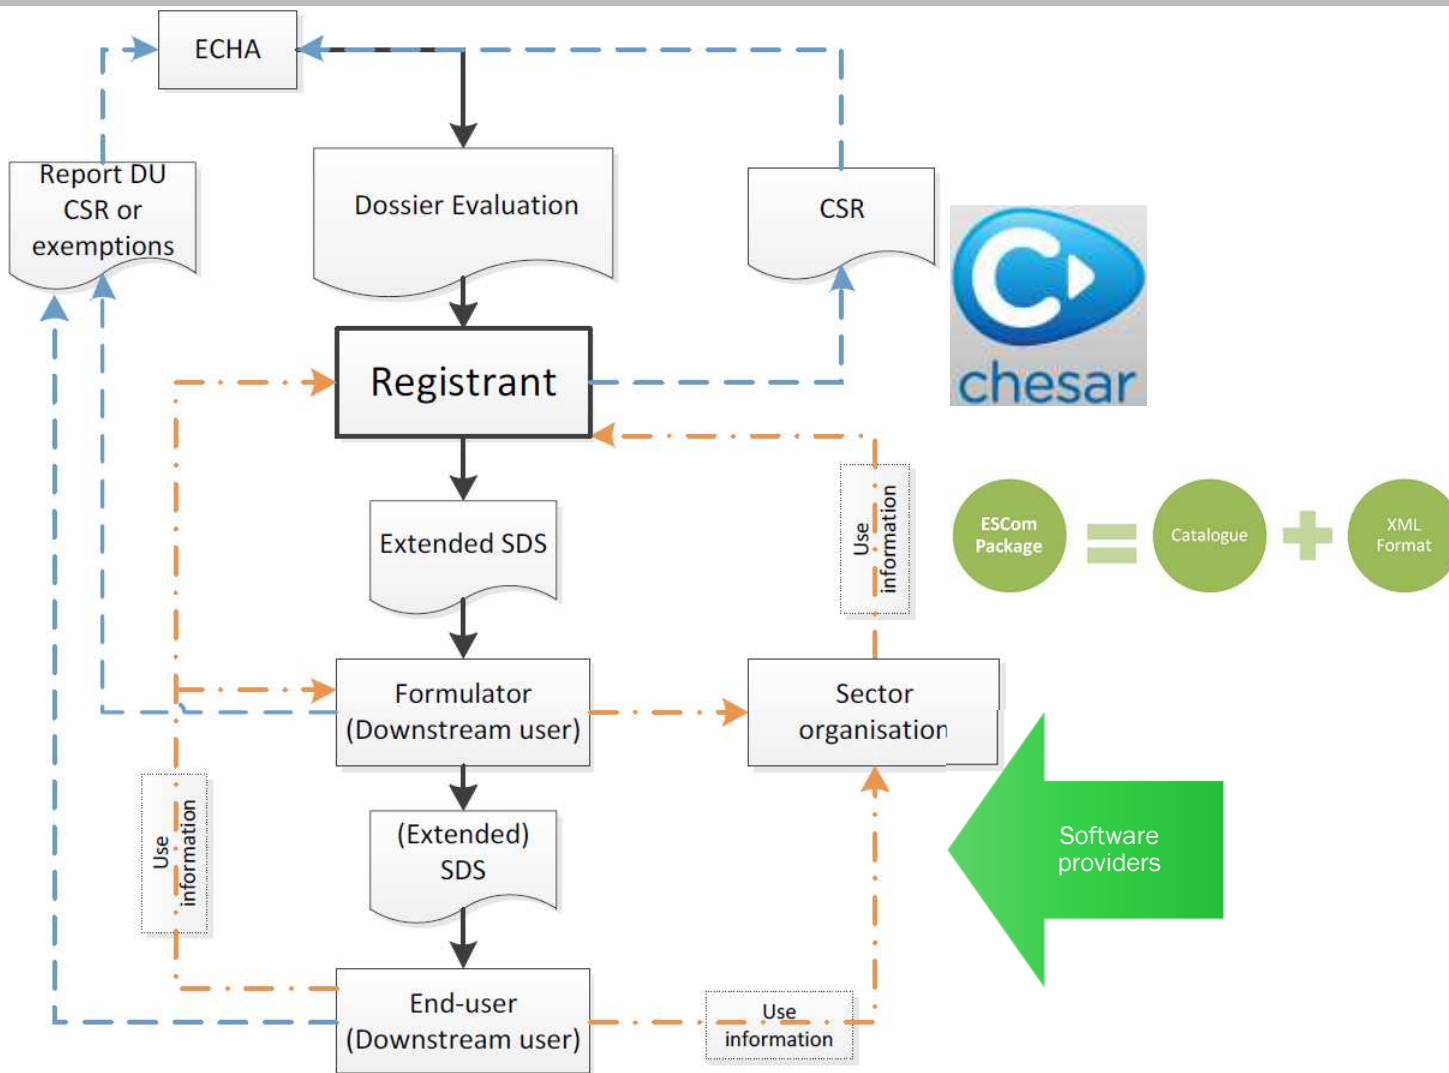 ECHA
Report DU
CSR or
exemptions
Dossier Evaluation
CSR
C
chesar
Registrant
Use
information
Extended SDS
ESCom
Package
=
Catalogue
+
XML
Format
Formulator
(Downstream user)
Sector
organisation
Use
information
(Extended)
SDS
Software
providers
End-user
(Downstream user)
Use
information